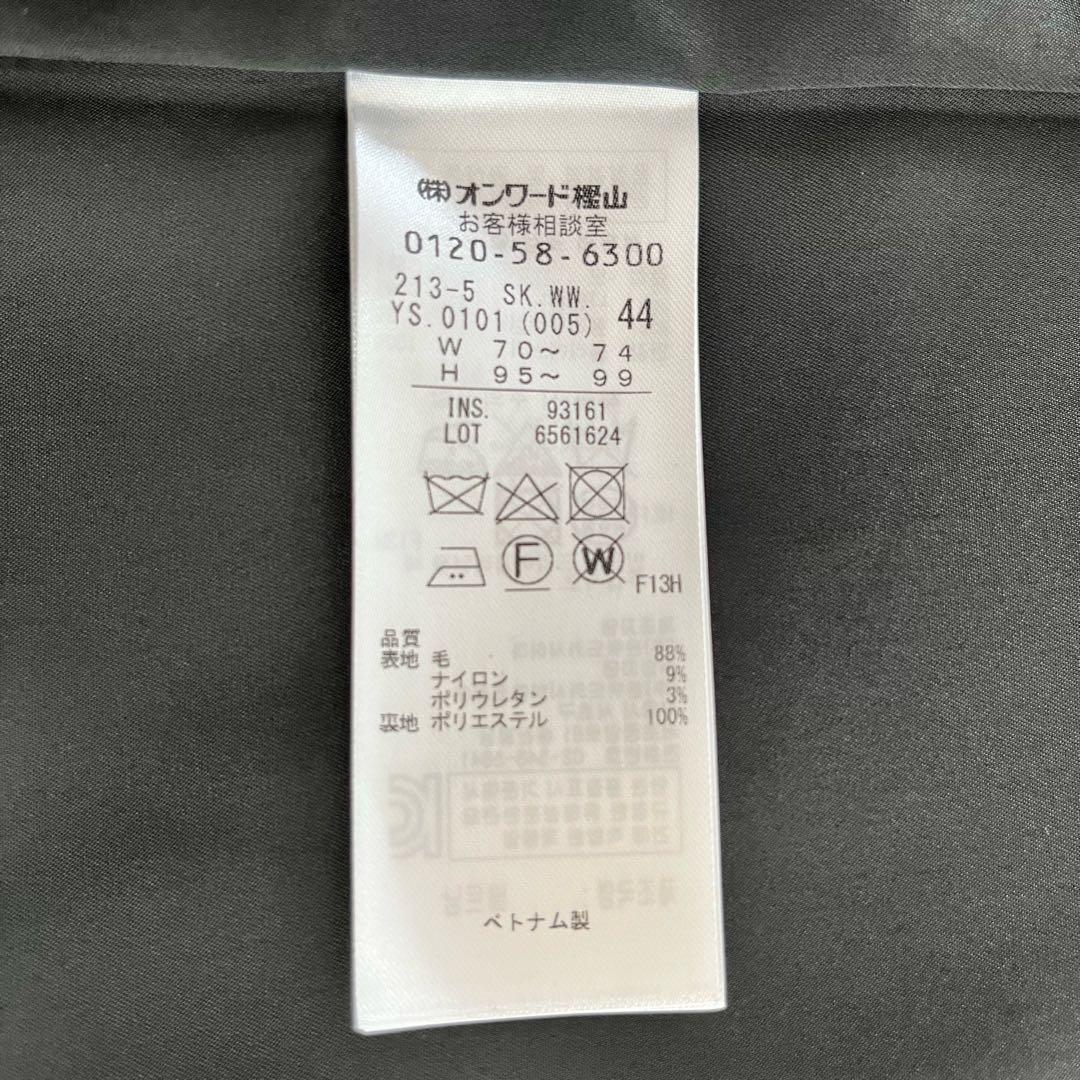 ㈱オンワード樫山
お客様相談室
0120-58-6300
213-5 SK.WW.
YS.0101 (005) 44
W 70～ 74
H 95～ 99
INS. 93161
LOT 6561624
F
W
F13H
品質
表地 毛 88%
ナイロン 9%
ポリウレタン 3%
裏地 ポリエステル 100%
ベトナム製